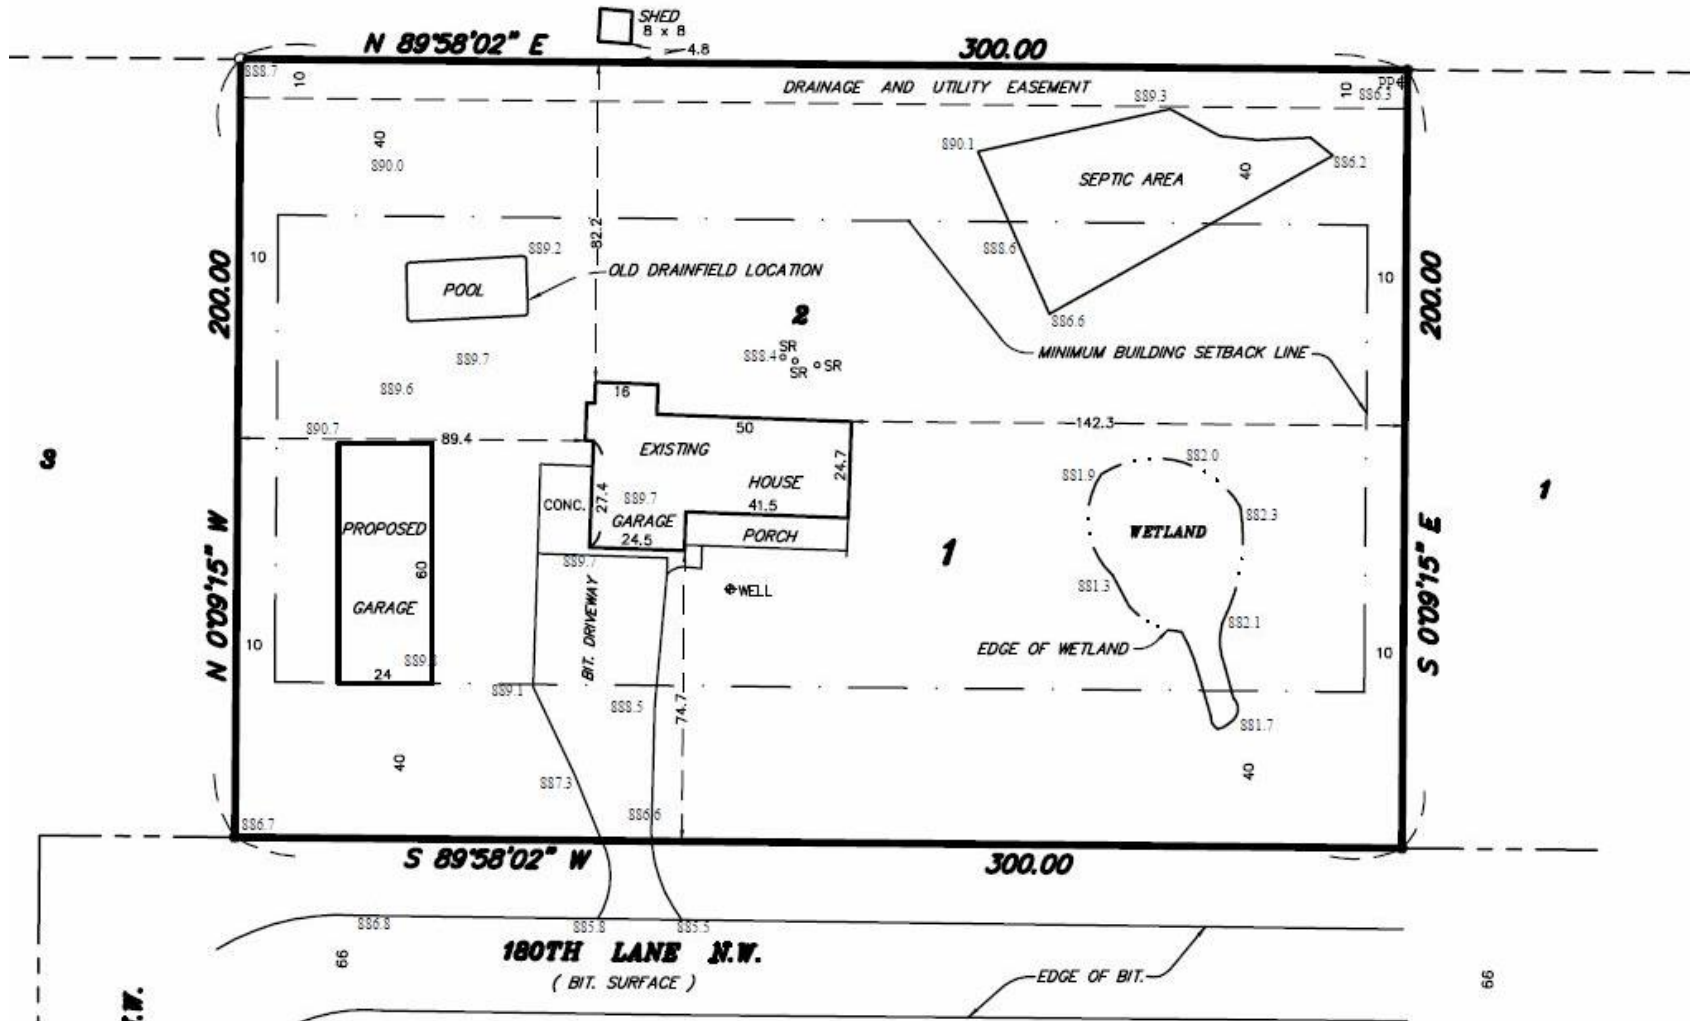 SHED
8 x 8
N 89°58'02" E
4.8
300.00
888.7
10
DRAINAGE AND UTILITY EASEMENT
10
PP
886.3
889.3
40
890.0
890.1
SEPTIC AREA
40
886.2
200.00
10
889.2
82.2
888.6
10
200.00
POOL
OLD DRAINFIELD LOCATION
2
886.6
889.7
888.4
SR
SR
SR
MINIMUM BUILDING SETBACK LINE
889.6
16
890.7
89.4
50
142.3
3
EXISTING
24.7
HOUSE
881.9
882.0
1
CONC.
27.4
889.7
41.5
GARAGE
24.5
PORCH
882.3
WETLAND
PROPOSED
60
GARAGE
889.7
1
881.3
WELL
BIT. DRIVEWAY
882.1
N 0°09'15" W
S 0°09'15" E
10
EDGE OF WETLAND
10
24
889.1
888.5
74.7
881.7
40
887.3
40
886.7
886.6
S 89°58'02" W
300.00
886.8
885.8
885.5
180TH LANE N.W.
( BIT. SURFACE )
66
EDGE OF BIT.
66
.W.